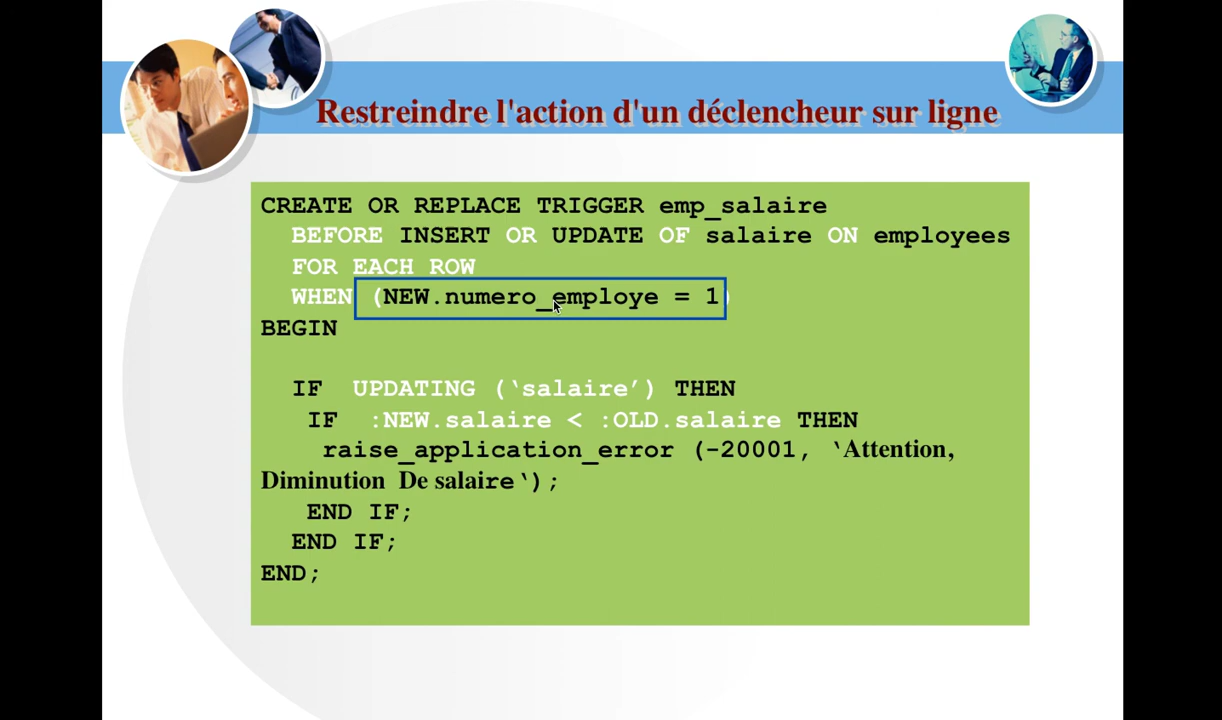 Restreindre l'action d'un déclencheur sur ligne
CREATE OR REPLACE TRIGGER emp_salaire
BEFORE INSERT OR UPDATE OF salaire ON employees
FOR EACH ROW
WHEN (NEW.numero_employe = 1)
BEGIN
IF UPDATING (‘salaire’) THEN
IF :NEW.salaire < :OLD.salaire THEN
raise_application_error (-20001, ‘Attention,
Diminution De salaire‘);
END IF;
END IF;
END;